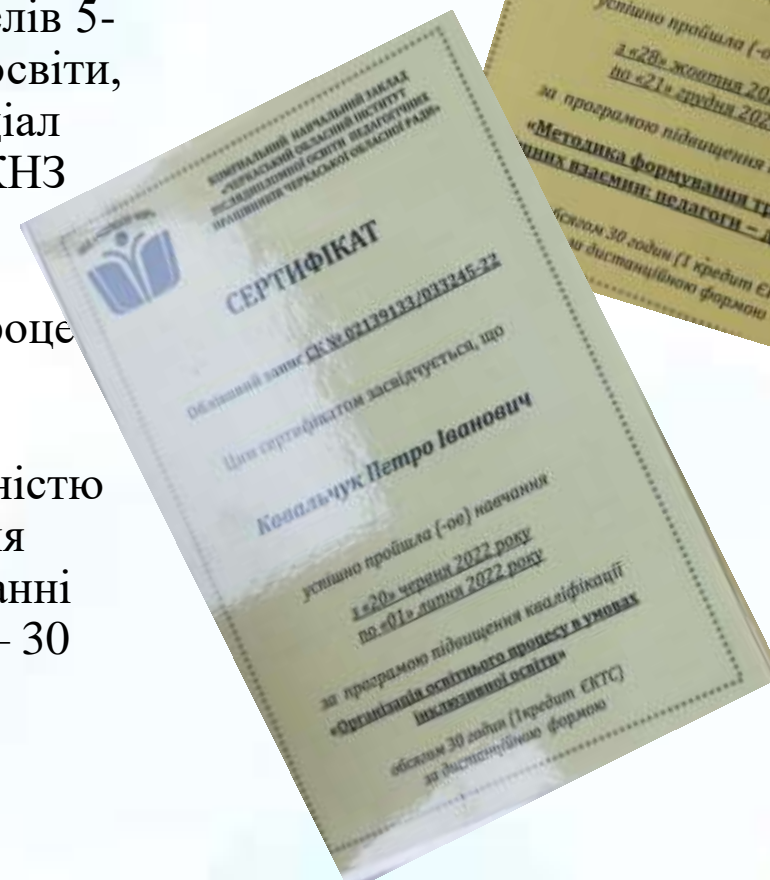 елів 5-
освіти,
ціал
КНЗ
роце
ністю
ня
анні
– 30
КОМУНАЛЬНИЙ НАВЧАЛЬНИЙ ЗАКЛАД
«ЧЕРКАСЬКИЙ ОБЛАСНИЙ ІНСТИТУТ
ПІСЛЯДИПЛОМНОЇ ОСВІТИ ПЕДАГОГІЧНИХ
ПРАЦІВНИКІВ ЧЕРКАСЬКОЇ ОБЛАСНОЇ РАДИ»
СЕРТИФІКАТ
Обліковий запис СК № 02139133/033245-22
Цим сертифікатом засвідчується, що
Ковальчук Петро Іванович
успішно пройшла (-ов) навчання
з «20» червня 2022 року
по «01» липня 2022 року
за програмою підвищення кваліфікації
«Організація освітнього процесу в умовах
інклюзивної освіти»
обсягом 30 годин (1кредит ЄКТС)
за дистанційною формою
успішно пройшла (-о
з «28» жовтня 20
по «21» грудня 202
за програмою підвищення
«Методика формування тр
взаємин: педагоги – д
обсягом 30 годин (1 кредит Є
за дистанційною формою